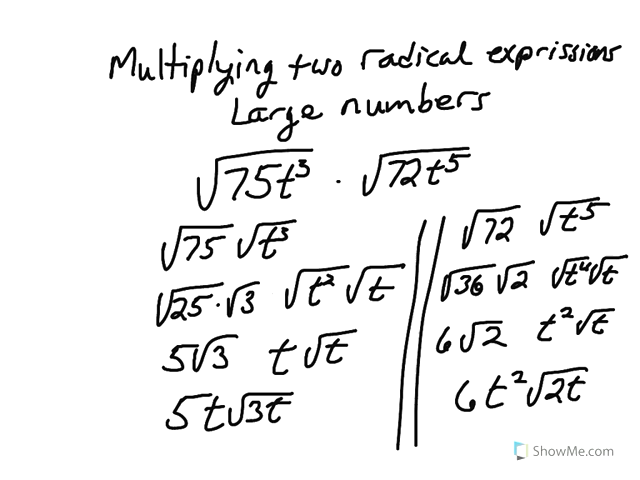 Multiplying two radical exprissions
Large numbers
√75t³ · √72t⁵
√75 √t³
√25 · √3 √t² √t
5√3 t√t
5t√3t
√72 √t⁵
√36 √2 √t⁴ √t
6√2 t²√t
6t²√2t
ShowMe.com